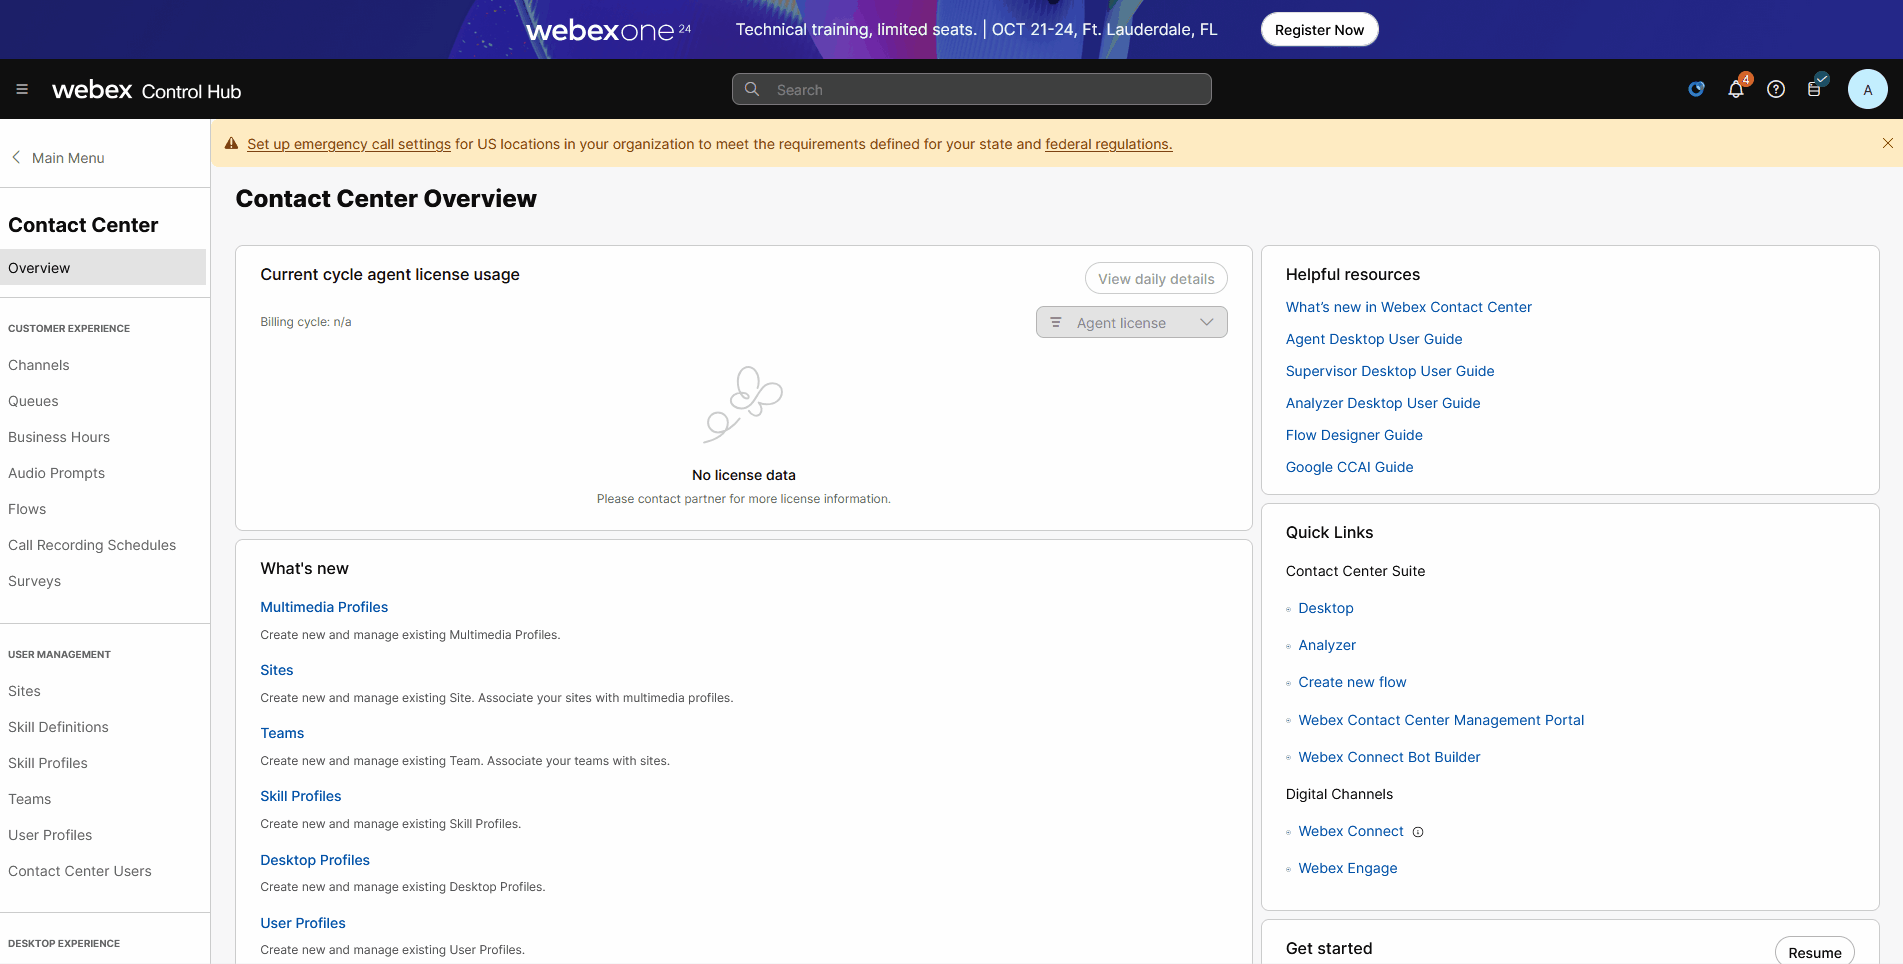 webexone 24
Technical training, limited seats. | OCT 21-24, Ft. Lauderdale, FL
Register Now
webex Control Hub
Search
4
A
Main Menu
Contact Center
Overview
CUSTOMER EXPERIENCE
Channels
Queues
Business Hours
Audio Prompts
Flows
Call Recording Schedules
Surveys
USER MANAGEMENT
Sites
Skill Definitions
Skill Profiles
Teams
User Profiles
Contact Center Users
DESKTOP EXPERIENCE
Set up emergency call settings for US locations in your organization to meet the requirements defined for your state and federal regulations.
Contact Center Overview
Current cycle agent license usage
View daily details
Billing cycle: n/a
Agent license
No license data
Please contact partner for more license information.
What's new
Multimedia Profiles
Create new and manage existing Multimedia Profiles.
Sites
Create new and manage existing Site. Associate your sites with multimedia profiles.
Teams
Create new and manage existing Team. Associate your teams with sites.
Skill Profiles
Create new and manage existing Skill Profiles.
Desktop Profiles
Create new and manage existing Desktop Profiles.
User Profiles
Create new and manage existing User Profiles.
Helpful resources
What's new in Webex Contact Center
Agent Desktop User Guide
Supervisor Desktop User Guide
Analyzer Desktop User Guide
Flow Designer Guide
Google CCAI Guide
Quick Links
Contact Center Suite
Desktop
Analyzer
Create new flow
Webex Contact Center Management Portal
Webex Connect Bot Builder
Digital Channels
Webex Connect
Webex Engage
Get started
Resume